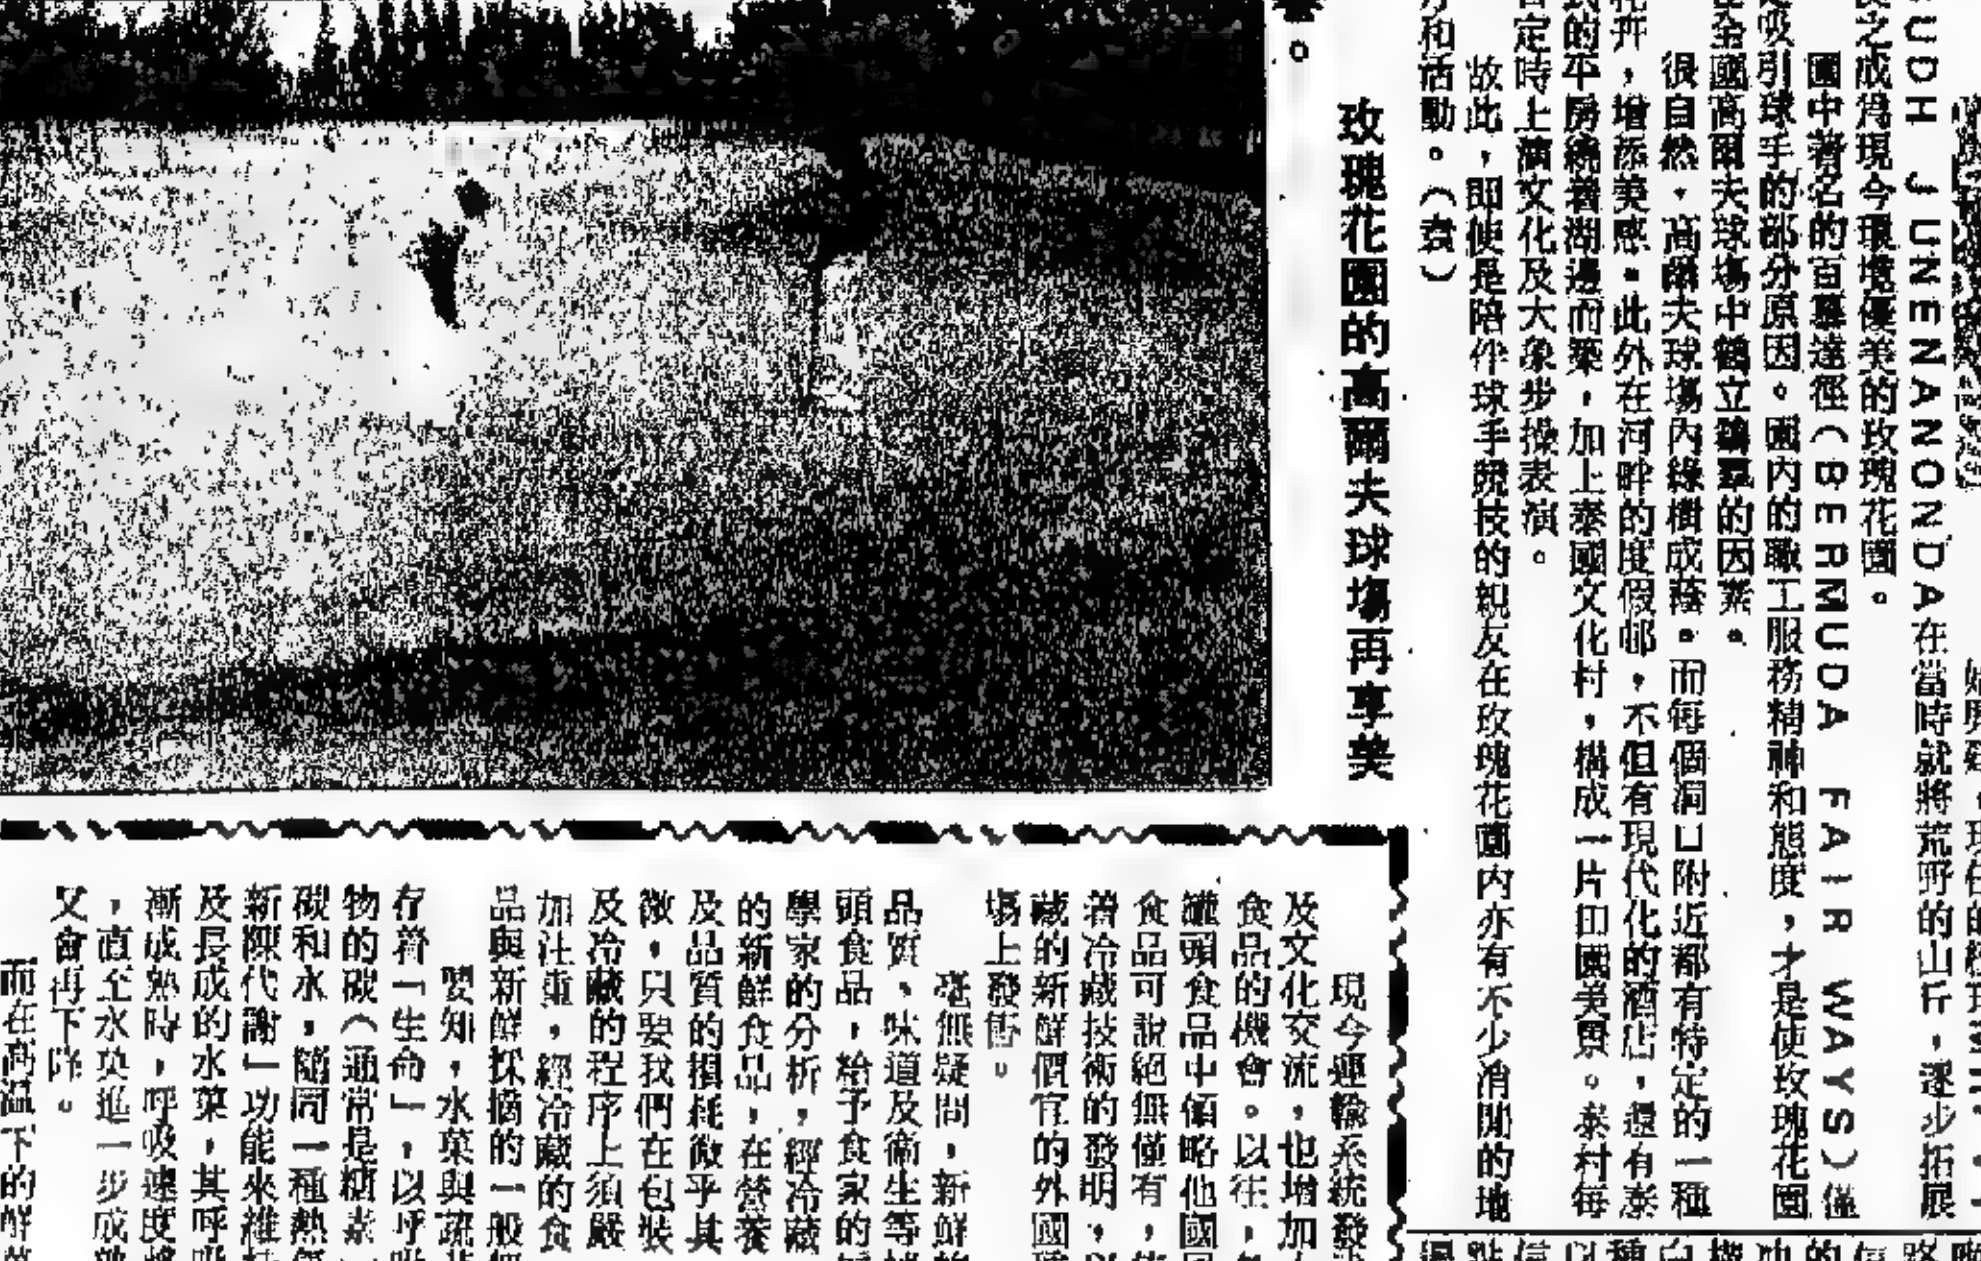 UDH JUNENANONDA在當時就將荒野的山斤，逐步拓展
之成為現今環境優美的玫瑰花園。
園中著名的百慕達徑（BERMUDA FAIR WAYS）僅
吸引球手的部分原因。園內的職工服務精神和態度，才是使玫瑰花園
全國高爾夫球場中鶴立鷄羣的因素。
很自然，高爾夫球場內綠樹成蔭。而每個洞口附近都有特定的一種
花卉，增添美感。此外在河畔的度假邨，不但有現代化的酒店，還有泰
的平房繞着湖邊而築，加上泰國文化村，構成一片田園美景。泰村每
定時上演文化及大象步操表演。
故此，即使是陪伴球手競技的親友在玫瑰花園內亦有不少消閒的地
和活動。（袁）
玫瑰花園的高爾夫球場再享美
現今運輸系統發
及文化交流，也增加
食品的機會。以往，
罐頭食品中領略他國
食品可說絕無僅有，
着冷藏技術的發明，
藏的新鮮個宜的外國
場上發售。
毫無疑問，新鮮
品質、味道及衞生等
頭食品，給予食家的
學家的分析，經冷藏
的新鮮食品，在營養
及品質的損耗微乎其
微，只要我們在包裝
及冷藏的程序上須嚴
加注重，經冷藏的食
品與新鮮採摘的一般
要知，水菓與蔬
存着「生命」，以呼
物的碳（通常是糖素
碳和水，隨同一種熱
新陳代謝」功能來維
及長成的水菓，其呼
漸成熟時，呼吸速度
，直至水菓進一步成
又會再下降。
而在高溫下的鮮